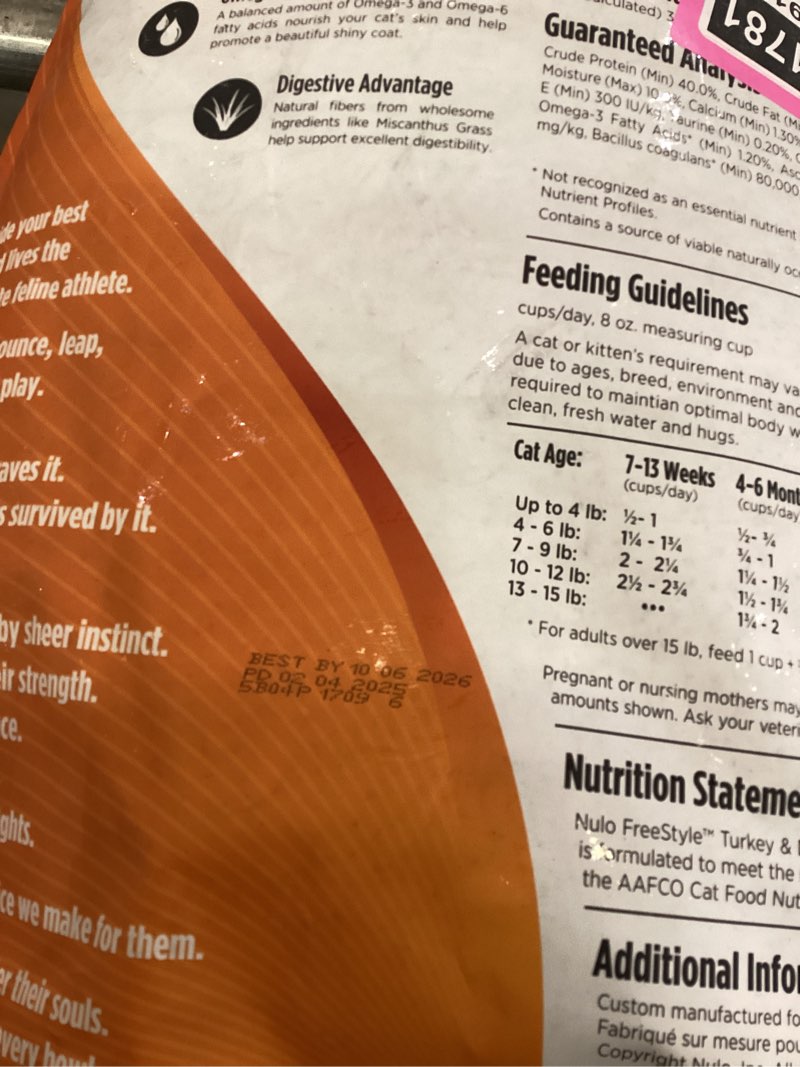 A balanced amount of Omega-3 and Omega-6
fatty acids nourish your cat's skin and help
promote a beautiful shiny coat.
Digestive Advantage
Natural fibers from wholesome
ingredients like Miscanthus Grass
help support excellent digestibility.
your best
lives the
feline athlete.
leap,
play.
it.
survived by it.
by sheer instinct.
strength.
we make for them.
their souls.
BEST BY 10 06 2026
PD 02 04 2025
1709 6
Guaranteed
Crude Protein (Min) 40.0%, Crude Fat
Moisture (Max) Calcium (Min) 1.30%
E (Min) 300 IU/kg, Taurine (Min) 0.20%,
Omega-3 Fatty Acids* (Min) 1.20%,
mg/kg, Bacillus coagulans* (Min) 80,000
* Not recognized as an essential nutrient
Nutrient Profiles.
Contains a source of viable naturally
1781
Feeding Guidelines
cups/day, 8 oz. measuring cup
A cat or kitten's requirement may
due to ages, breed, environment and
required to maintian optimal body
clean, fresh water and hugs.
Cat Age: 7-13 Weeks 4-6
(cups/day) (cups/day
Up to 4 lb: ½- 1 ½- ¾
4 - 6 lb: 1¼ - 1¾ ¾ - 1
7 - 9 lb: 2 - 2¼ 1¼ - 1½
10 - 12 lb: 2½ - 2¾ 1½ - 1¾
13 - 15 lb: ••• 1¾ - 2
* For adults over 15 lb, feed 1 cup +
Pregnant or nursing mothers may
amounts shown. Ask your
Nutrition
Nulo FreeStyle™ Turkey &
is formulated to meet the
the AAFCO Cat Food
Additional
Custom manufactured
Fabriqué sur mesure
Copyright Nulo, Inc.